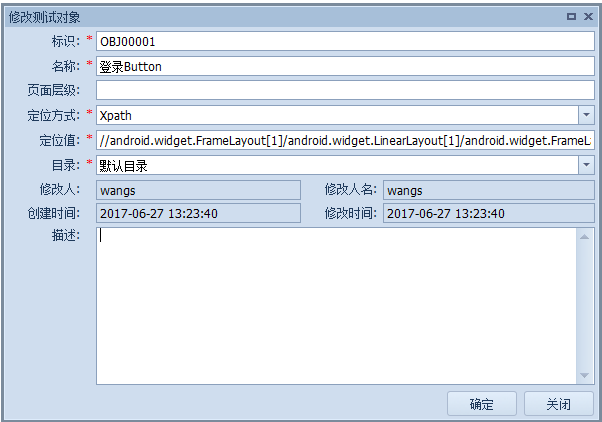 修改测试对象
标识: * OBJ00001
名称: * 登录Button
页面层级:
定位方式: * Xpath
定位值: * //android.widget.FrameLayout[1]/android.widget.LinearLayout[1]/android.widget.FrameL
目录: * 默认目录
修改人: wangs 修改人名: wangs
创建时间: 2017-06-27 13:23:40 修改时间: 2017-06-27 13:23:40
描述:
确定 关闭